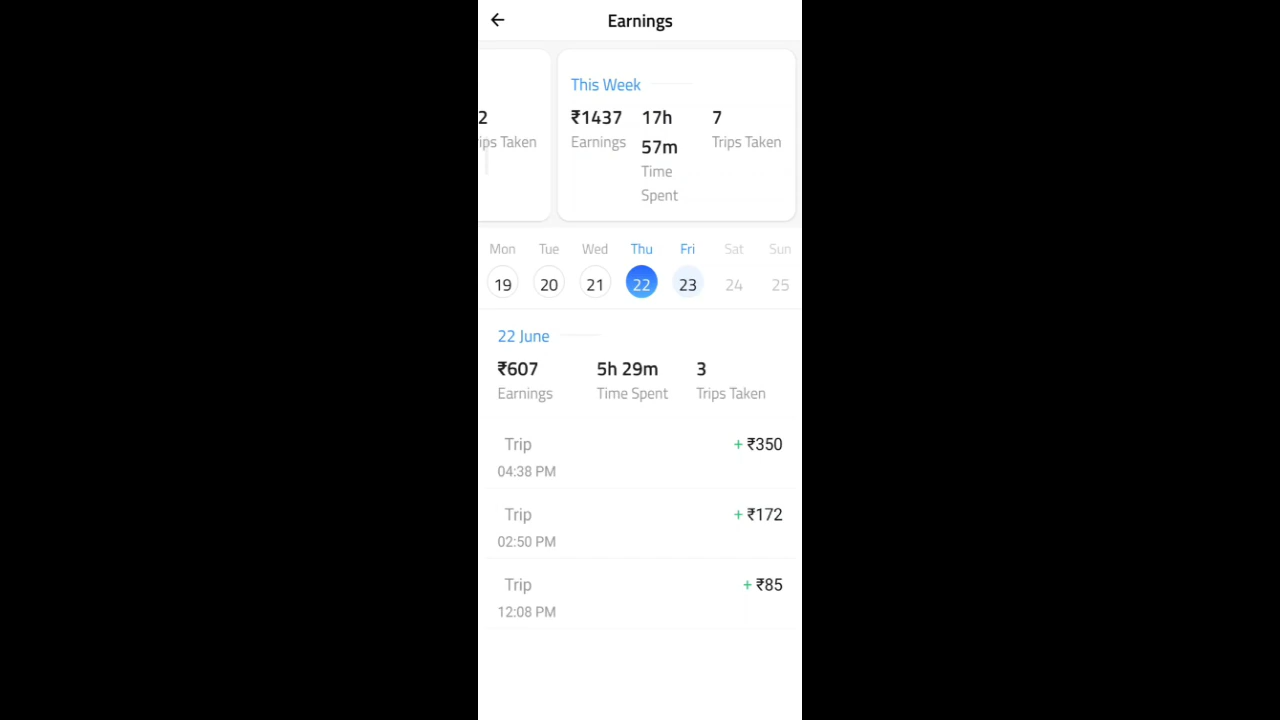 Earnings
This Week
2
₹1437 17h 7
ips Taken
Earnings 57m Trips Taken
Time
Spent
Mon Tue Wed Thu Fri Sat Sun
19 20 21 22 23 24 25
22 June
₹607 5h 29m 3
Earnings Time Spent Trips Taken
Trip + ₹350
04:38 PM
Trip + ₹172
02:50 PM
Trip + ₹85
12:08 PM